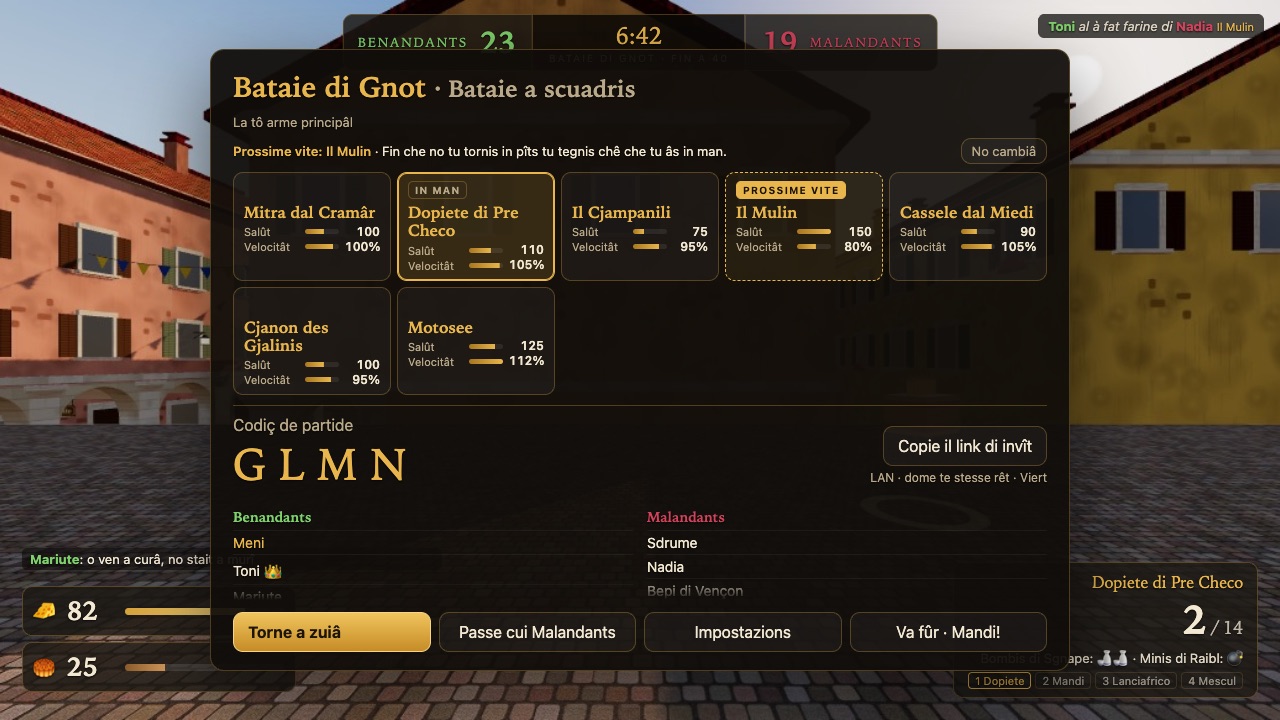 BENANDANTS 23
6:42
19 MALANDANTS
BATAIE DI GNOT · FIN A 80
Toni al à fat farine di Nadia Il Mulin
Bataie di Gnot · Bataie a scuadris
La tô arme principâl
Prossime vite: Il Mulin · Fin che no tu tornis in pîts tu tegnis chê che tu âs in man.
No cambiâ
Mitra dal Cramâr
Salût 100
Velocitât 100%
IN MAN
Dopiete di Pre
Checo
Salût 110
Velocitât 105%
Il Cjampanili
Salût 75
Velocitât 95%
PROSSIME VITE
Il Mulin
Salût 150
Velocitât 80%
Cassele dal Miedi
Salût 90
Velocitât 105%
Cjanon des
Gjalinis
Salût 100
Velocitât 95%
Motosee
Salût 125
Velocitât 112%
Codiç de partide
GLMN
Copie il link di invît
LAN · dome te stesse rêt · Viert
Benandants
Meni
Toni
Mariute
Malandants
Sdrume
Nadia
Bepi di Vençon
Torne a zuiâ
Passe cui Malandants
Impostazions
Va fûr · Mandi!
Mariute: o ven a curâ, no stait a murî
82
25
Dopiete di Pre Checo
2 / 14
Bombis di Sgnape: · Minis di Raibl:
1 Dopiete
2 Mandi
3 Lanciafrico
4 Mescul